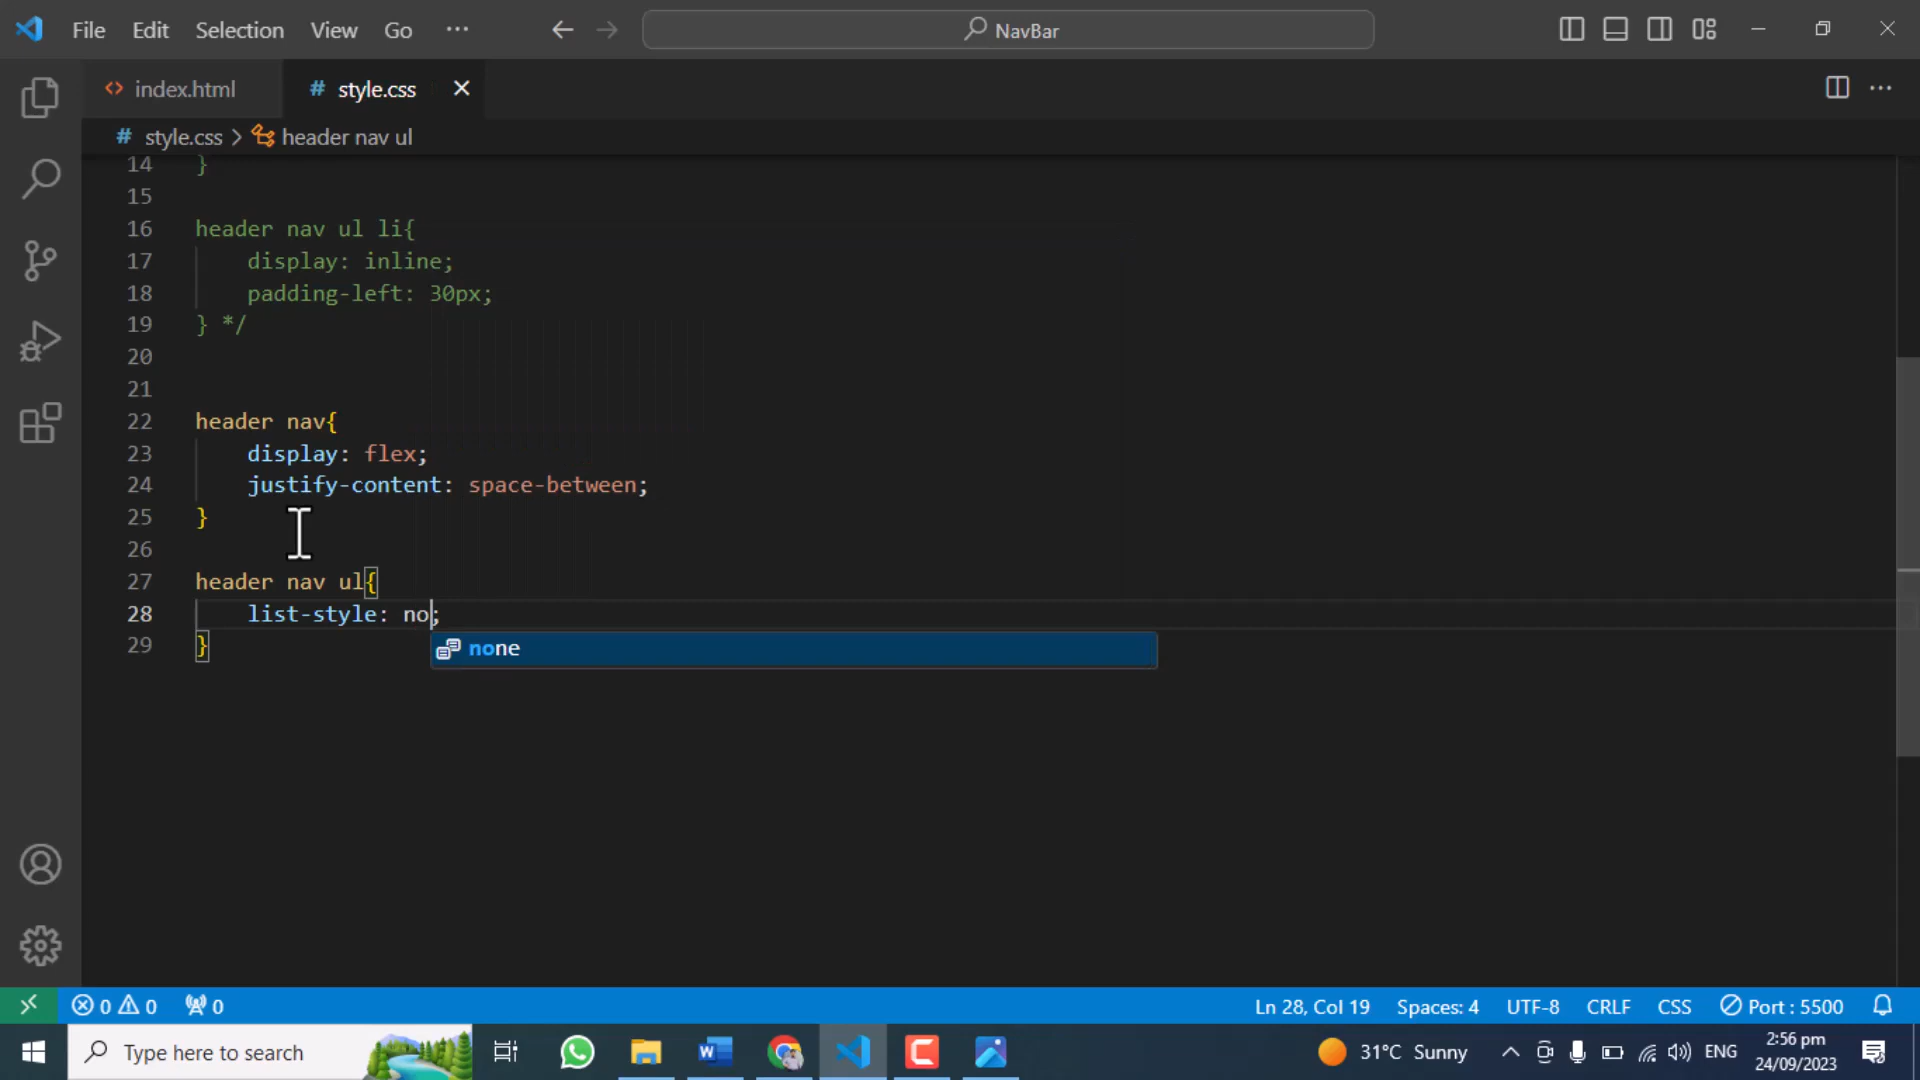 File Edit Selection View Go ···
NavBar
<> index.html # style.css
# style.css > header nav ul
14 }
15
16 header nav ul li{
17 display: inline;
18 padding-left: 30px;
19 } */
20
21
22 header nav{
23 display: flex;
24 justify-content: space-between;
25 }
26
27 header nav ul{
28 list-style: no;
none
29 }
0 0 0 Ln 28, Col 19 Spaces: 4 UTF-8 CRLF CSS Port : 5500
Type here to search 31°C Sunny ENG 2:56 pm
24/09/2023